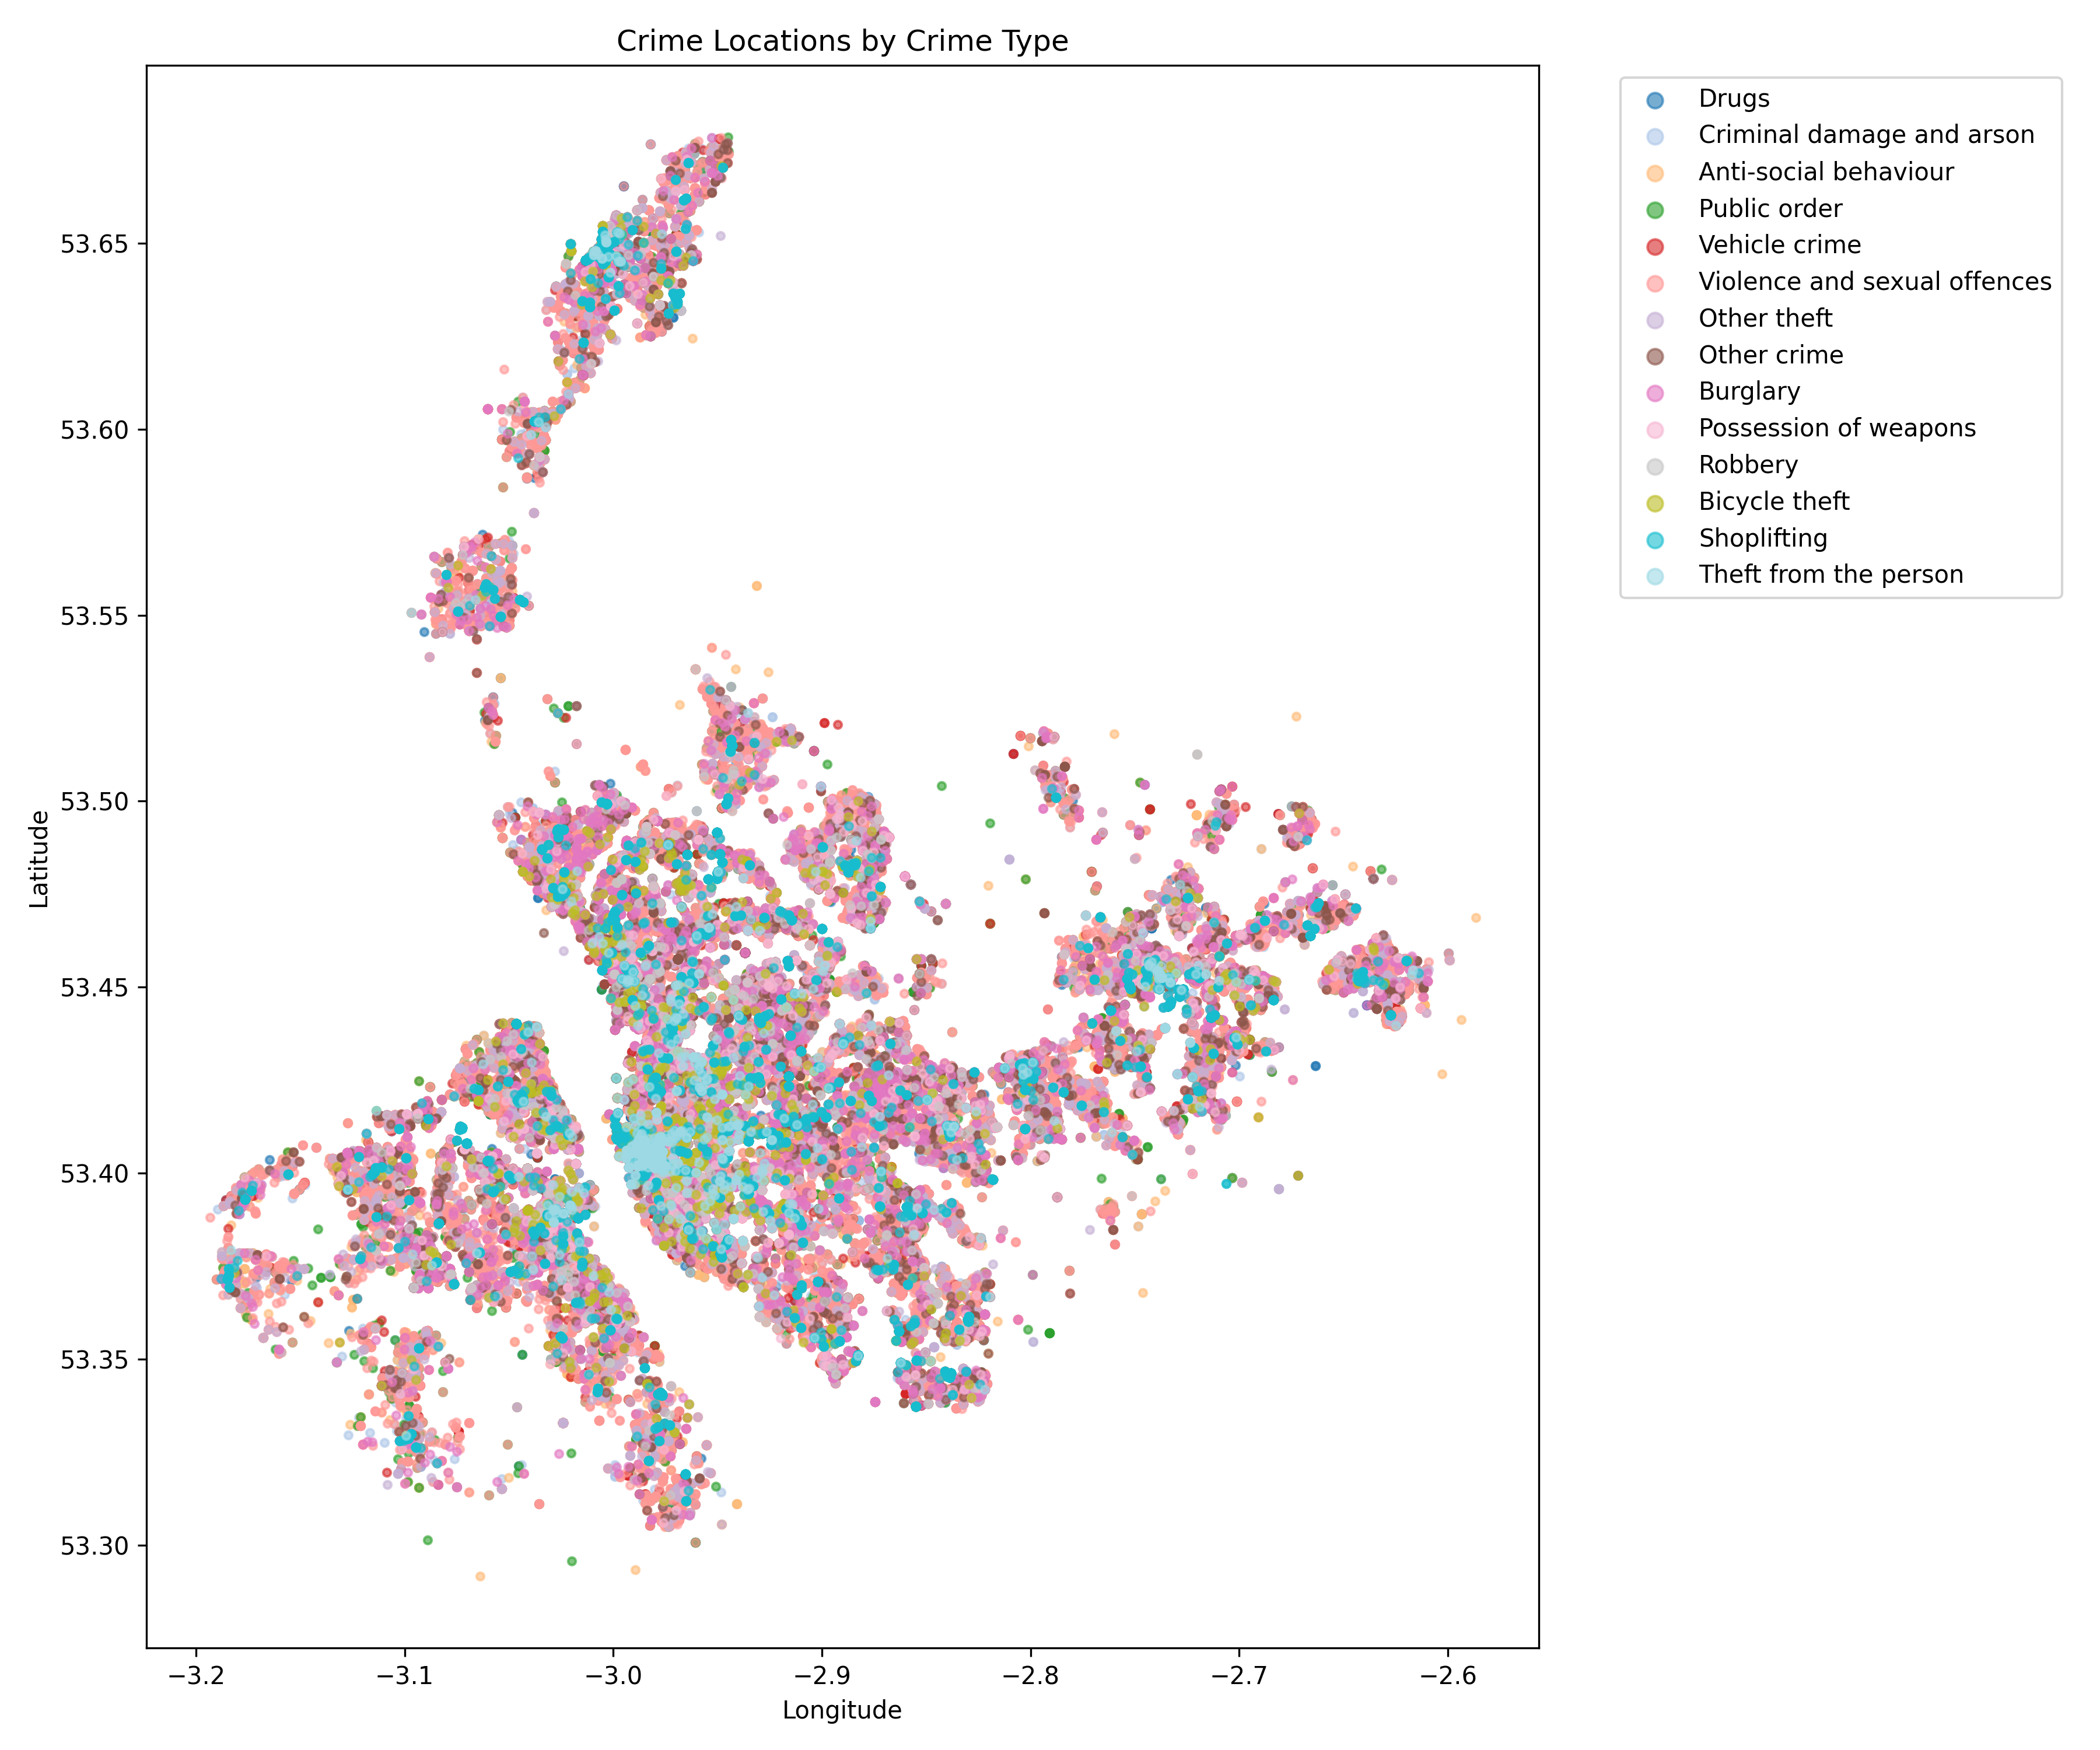 Crime Locations by Crime Type
Drugs
Criminal damage and arson
Anti-social behaviour
Public order
Vehicle crime
Violence and sexual offences
Other theft
Other crime
Burglary
Possession of weapons
Robbery
Bicycle theft
Shoplifting
Theft from the person
Latitude
53.65
53.60
53.55
53.50
53.45
53.40
53.35
53.30
−3.2 −3.1 −3.0 −2.9 −2.8 −2.7 −2.6
Longitude